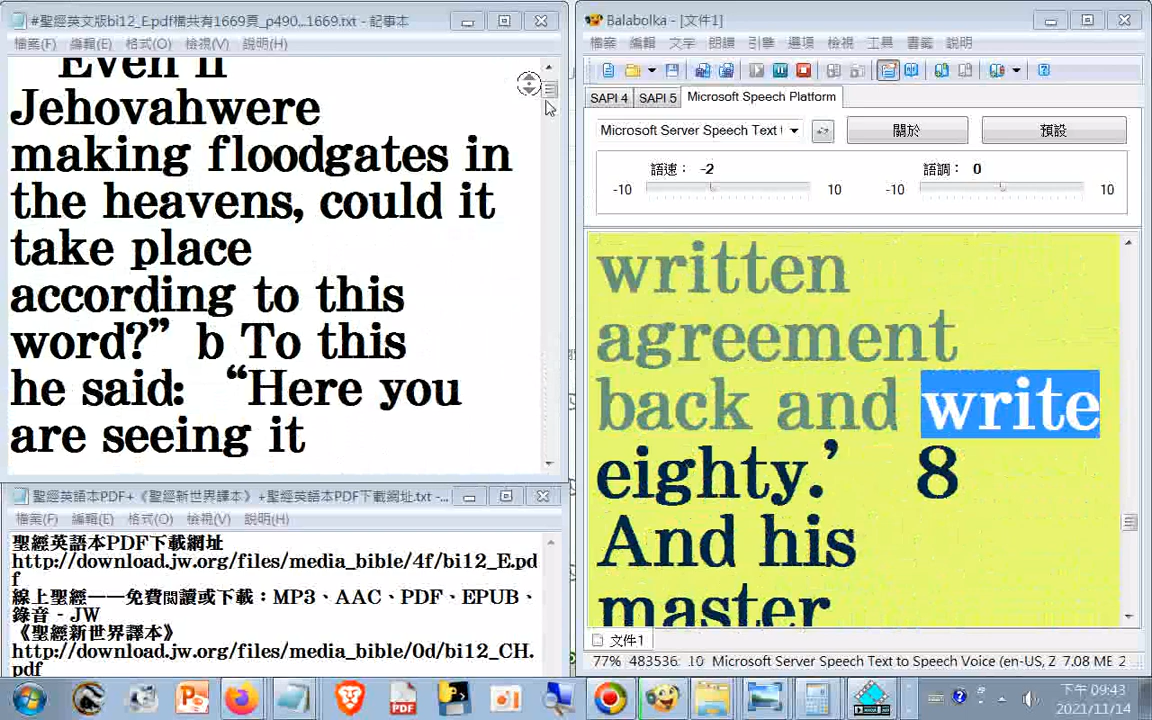 #聖經英文版bi12_E.pdf橫共有1669頁_p490,..1669.txt - 記事本
檔案(F) 編輯(E) 格式(O) 檢視(V) 說明(H)
Even if
Jehovahwere
making floodgates in
the heavens, could it
take place
according to this
word?” b To this
he said: “Here you
are seeing it
聖經英語本PDF+《聖經新世界譯本》+聖經英語本PDF下載網址.txt -...
檔案(F) 編輯(E) 格式(O) 檢視(V) 說明(H)
聖經英語本PDF下載網址
http://download.jw.org/files/media_bible/4f/bi12_E.pd
f
線上聖經——免費閱讀或下載：MP3、AAC、PDF、EPUB、
錄音 - JW
《聖經新世界譯本》
http://download.jw.org/files/media_bible/0d/bi12_CH.
pdf
Balabolka - [文件1]
檔案 編輯 文字 朗讀 引擎 選項 檢視 工具 書籤 說明
SAPI 4 SAPI 5 Microsoft Speech Platform
Microsoft Server Speech Text 關於 預設
語速： -2 語調： 0
-10 10 -10 10
written
agreement
back and write
eighty.’ 8
And his
master
文件1
77% 483536: 10 Microsoft Server Speech Text to Speech Voice (en-US, Z 7.08 ME 2
PDF
下午 09:43
2021/11/14